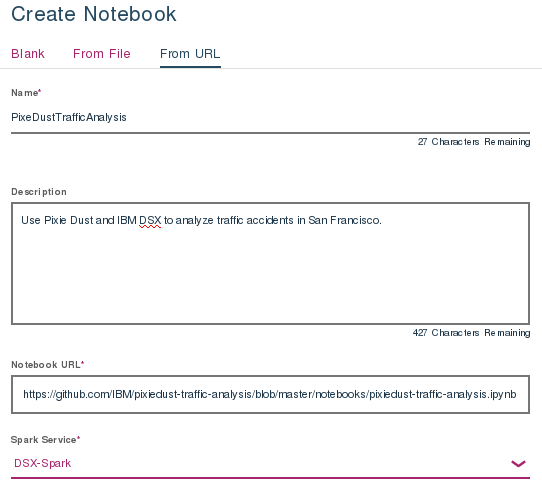 Create Notebook
Blank From File From URL
Name*
PixeDustTrafficAnalysis
27 Characters Remaining
Description
Use Pixie Dust and IBM DSX to analyze traffic accidents in San Francisco.
427 Characters Remaining
Notebook URL*
https://github.com/IBM/pixiedust-traffic-analysis/blob/master/notebooks/pixiedust-traffic-analysis.ipynb
Spark Service*
DSX-Spark